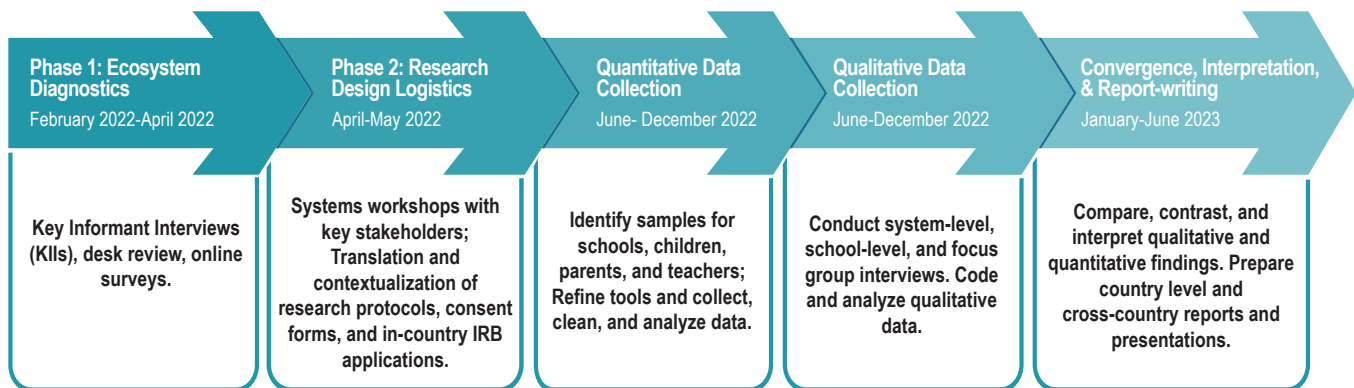 Phase 1: Ecosystem
Diagnostics
February 2022-April 2022
Key Informant Interviews
(KIIs), desk review, online
surveys.
Phase 2: Research
Design Logistics
April-May 2022
Systems workshops with
key stakeholders;
Translation and
contextualization of
research protocols, consent
forms, and in-country IRB
applications.
Quantitative Data
Collection
June- December 2022
Identify samples for
schools, children,
parents, and teachers;
Refine tools and collect,
clean, and analyze data.
Qualitative Data
Collection
June-December 2022
Conduct system-level,
school-level, and focus
group interviews. Code
and analyze qualitative
data.
Convergence, Interpretation,
& Report-writing
January-June 2023
Compare, contrast, and
interpret qualitative and
quantitative findings. Prepare
country level and
cross-country reports and
presentations.